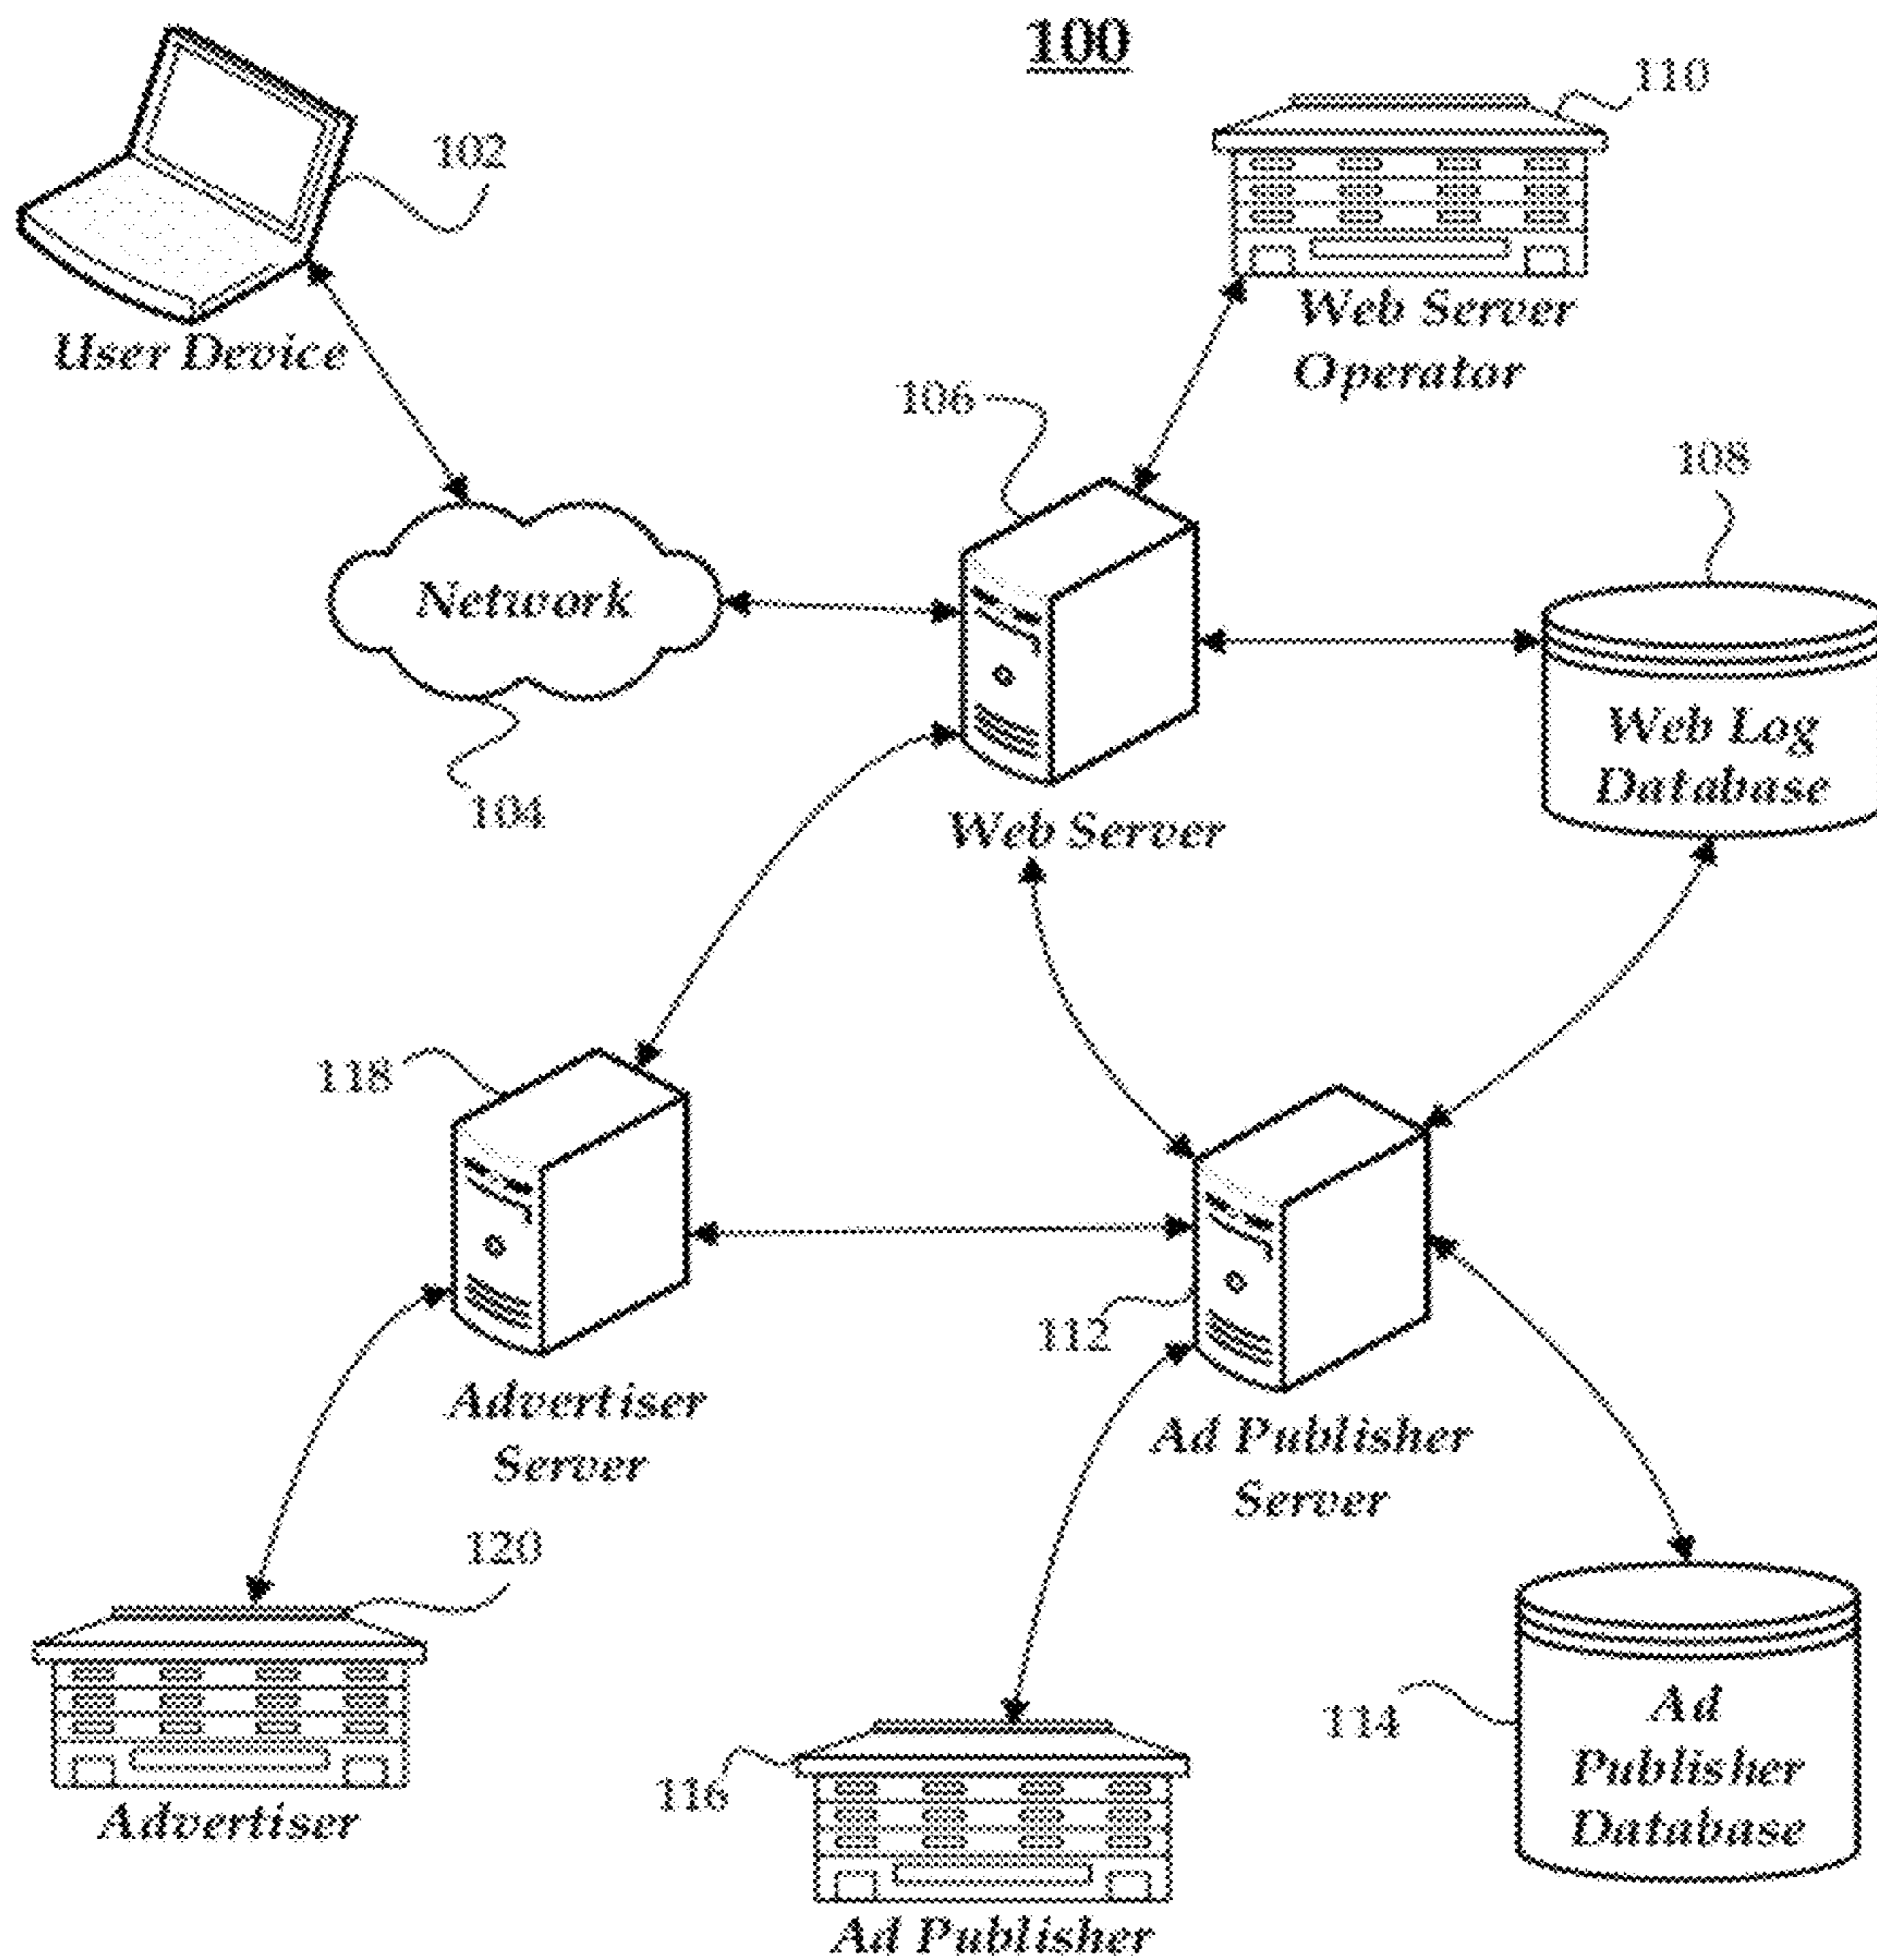 100
110
102
User Device
Web Server
Operator
106
108
Network
Web Log
Database
104
Web Server
118
112
Advertiser
Server
Ad Publisher
Server
120
114
Ad
Publisher
Database
116
Advertiser
Ad Publisher